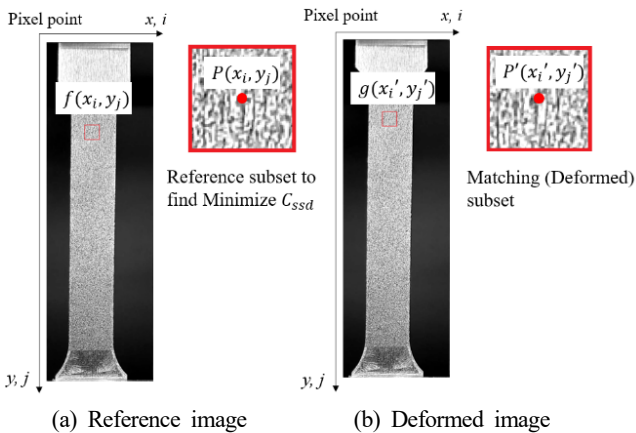 Pixel point
x, i
f(x_i, y_j)
P(x_i, y_j)
Reference subset to
find Minimize C_ssd
y, j
(a) Reference image
Pixel point
x, i
g(x_i′, y_j′)
P′(x_i′, y_j′)
Matching (Deformed)
subset
y, j
(b) Deformed image